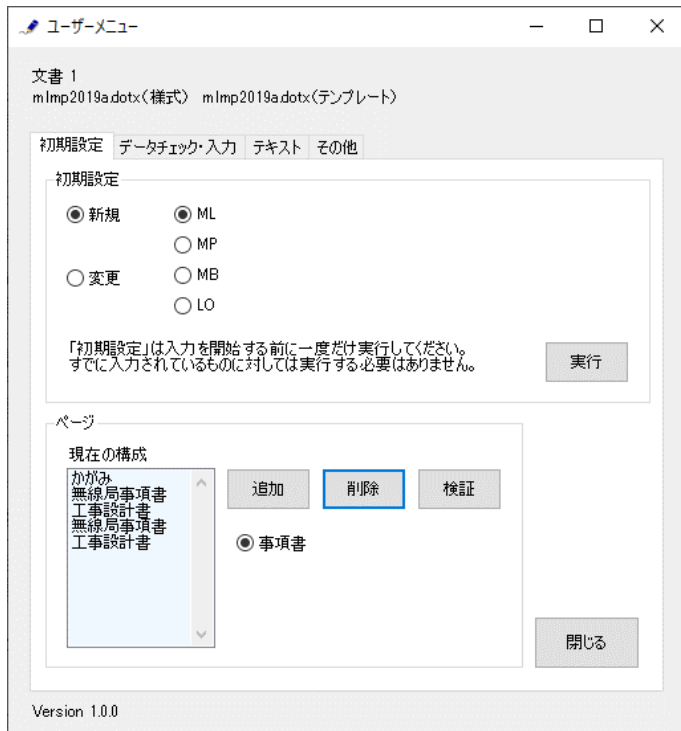 ユーザーメニュー
文書 1
mlmp2019a.dotx(様式) mlmp2019a.dotx(テンプレート)
初期設定 データチェック・入力 テキスト その他
初期設定
新規 ML
MP
変更 MB
LO
「初期設定」は入力を開始する前に一度だけ実行してください。
すでに入力されているものに対しては実行する必要はありません。
実行
ページ
現在の構成
かがみ
無線局事項書
工事設計書
無線局事項書
工事設計書
追加 削除 検証
事項書
閉じる
Version 1.0.0